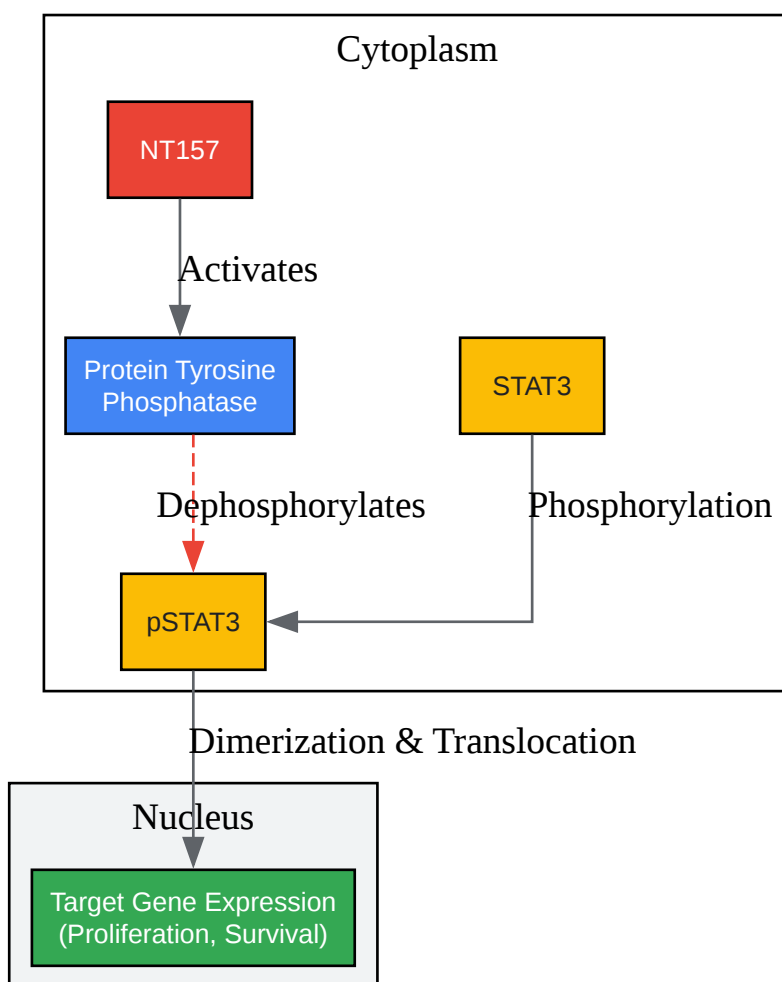 Cytoplasm
NT157
Activates
Protein Tyrosine
Phosphatase
STAT3
Dephosphorylates
Phosphorylation
pSTAT3
Dimerization & Translocation
Nucleus
Target Gene Expression
(Proliferation, Survival)